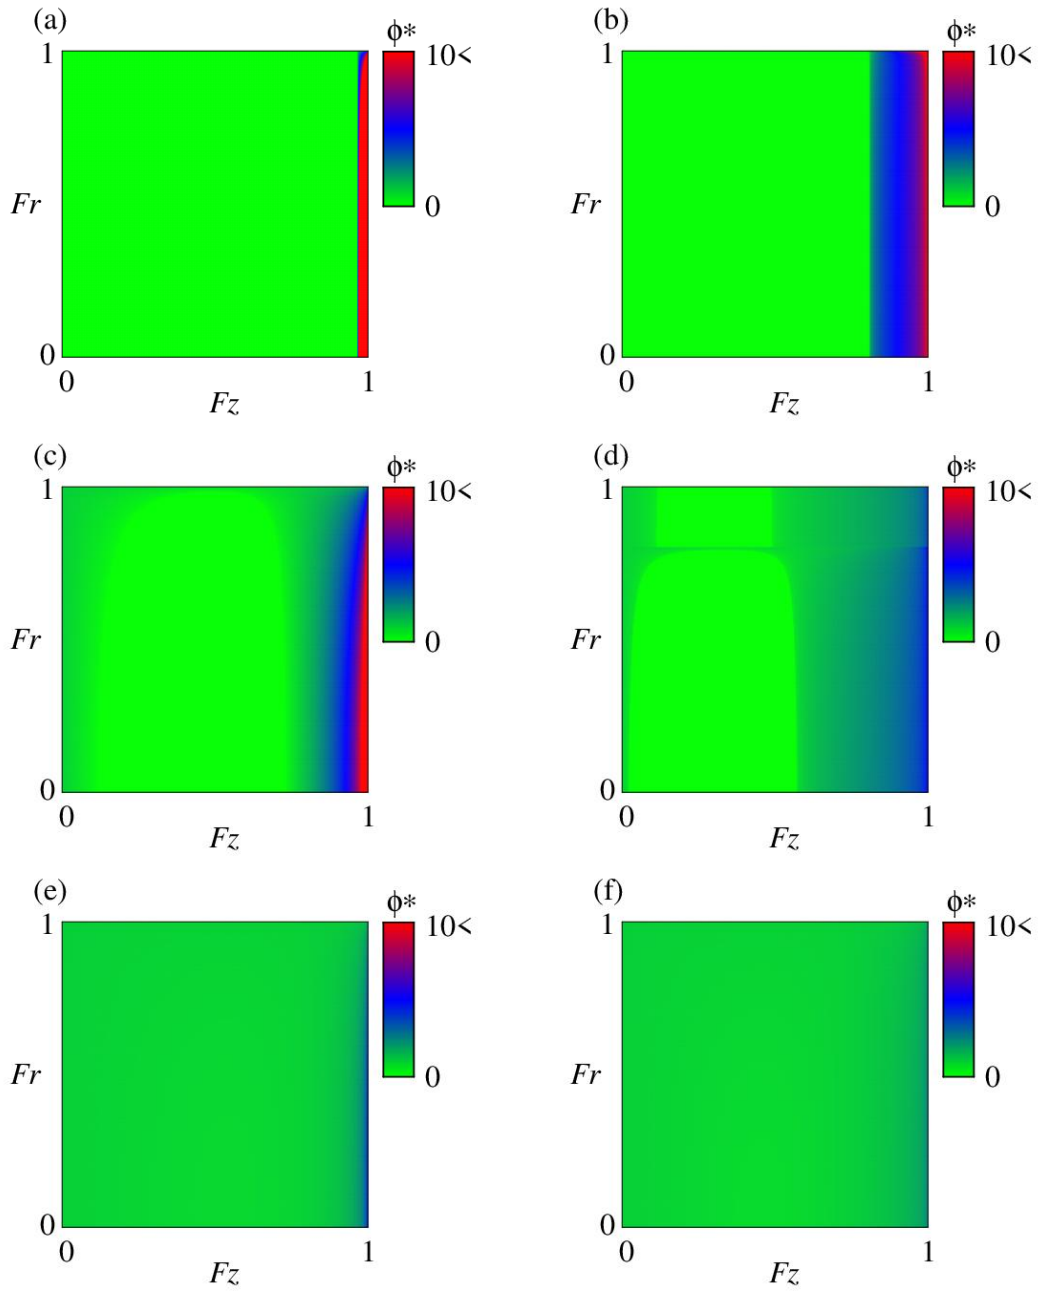 (a) ϕ* (b) ϕ*
1 10< 1 10<
Fr 0 Fr 0
0 0
0 1 0 1
Fz Fz
(c) ϕ* (d) ϕ*
1 10< 1 10<
Fr 0 Fr 0
0 0
0 1 0 1
Fz Fz
(e) ϕ* (f) ϕ*
1 10< 1 10<
Fr 0 Fr 0
0 0
0 1 0 1
Fz Fz